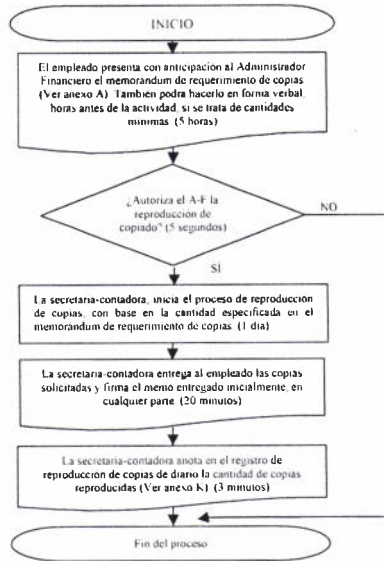 INICIO
El empleado presenta con anticipación al Administrador
Financiero el memorandum de requerimiento de copias
(Ver anexo A) También podrá hacerlo en forma verbal,
horas antes de la actividad, si se trata de cantidades
mínimas (5 horas)
¿Autoriza el A-F la
reproducción de
copiado? (5 segundos)
NO
SÍ
La secretaria-contadora, inicia el proceso de reproducción
de copias, con base en la cantidad especificada en el
memorandum de requerimiento de copias (1 día)
La secretaria-contadora entrega al empleado las copias
solicitadas y firma el memo entregado inicialmente, en
cualquier parte (20 minutos)
La secretaria-contadora anota en el registro de
reproducción de copias de diario la cantidad de copias
reproducidas (Ver anexo K) (3 minutos)
Fin del proceso